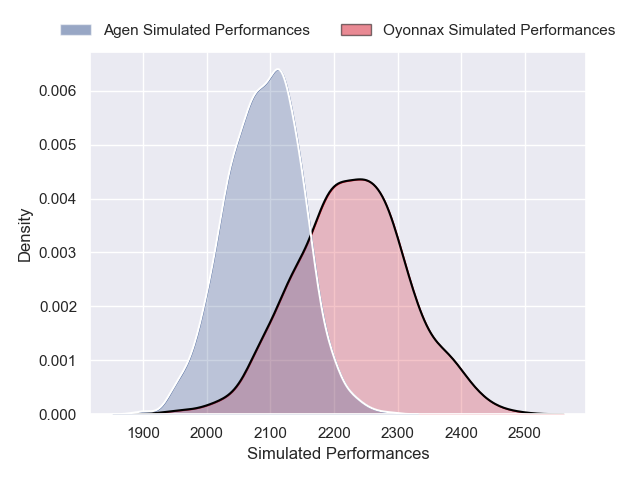 Agen Simulated Performances Oyonnax Simulated Performances
0.006
0.005
0.004
0.003
0.002
0.001
0.000
Density
1900 2000 2100 2200 2300 2400 2500
Simulated Performances